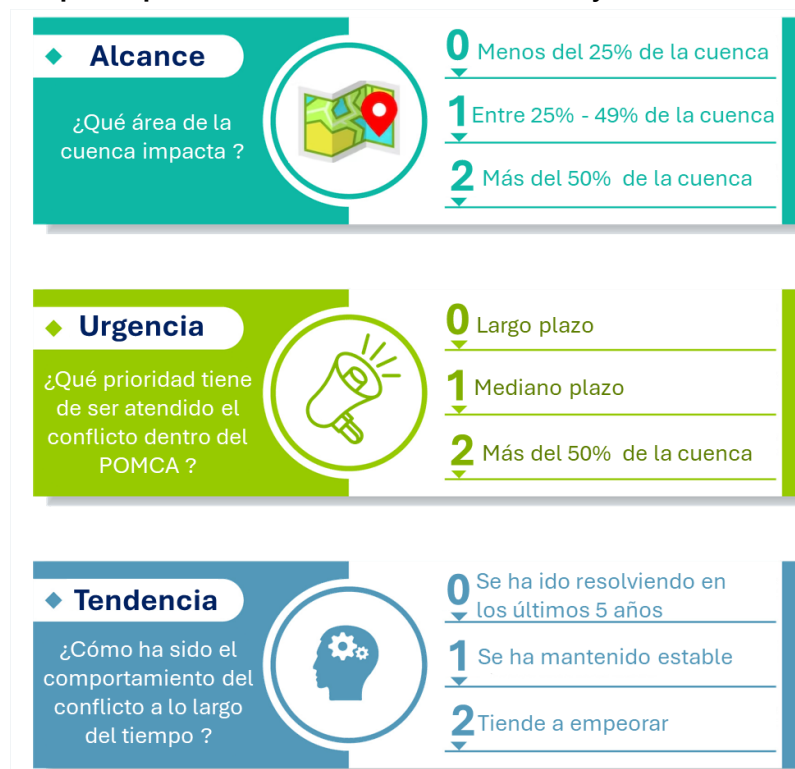 Alcance
¿Qué área de la
cuenca impacta ?
0 Menos del 25% de la cuenca
1 Entre 25% - 49% de la cuenca
2 Más del 50% de la cuenca
Urgencia
¿Qué prioridad tiene
de ser atendido el
conflicto dentro del
POMCA ?
0 Largo plazo
1 Mediano plazo
2 Más del 50% de la cuenca
Tendencia
¿Cómo ha sido el
comportamiento del
conflicto a lo largo
del tiempo ?
0 Se ha ido resolviendo en
los últimos 5 años
1 Se ha mantenido estable
2 Tiende a empeorar